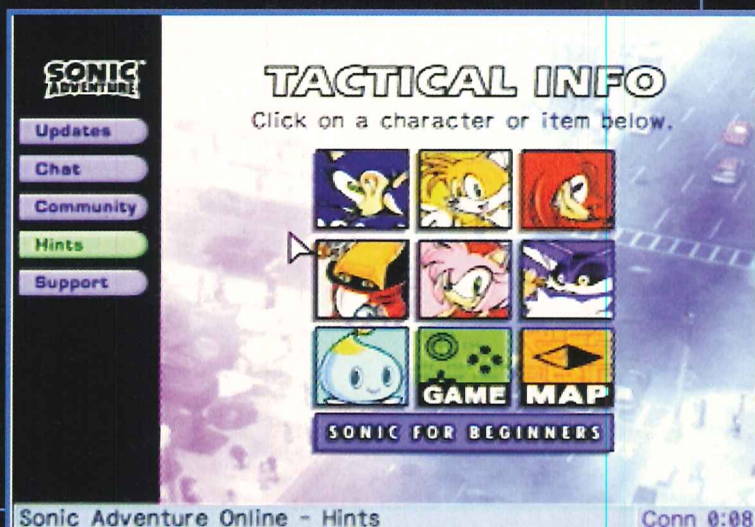 SONIC
ADVENTURE
Updates
Chat
Community
Hints
Support
TACTICAL INFO
Click on a character or item below.
GAME
MAP
SONIC FOR BEGINNERS
Sonic Adventure Online - Hints
Conn 0:08